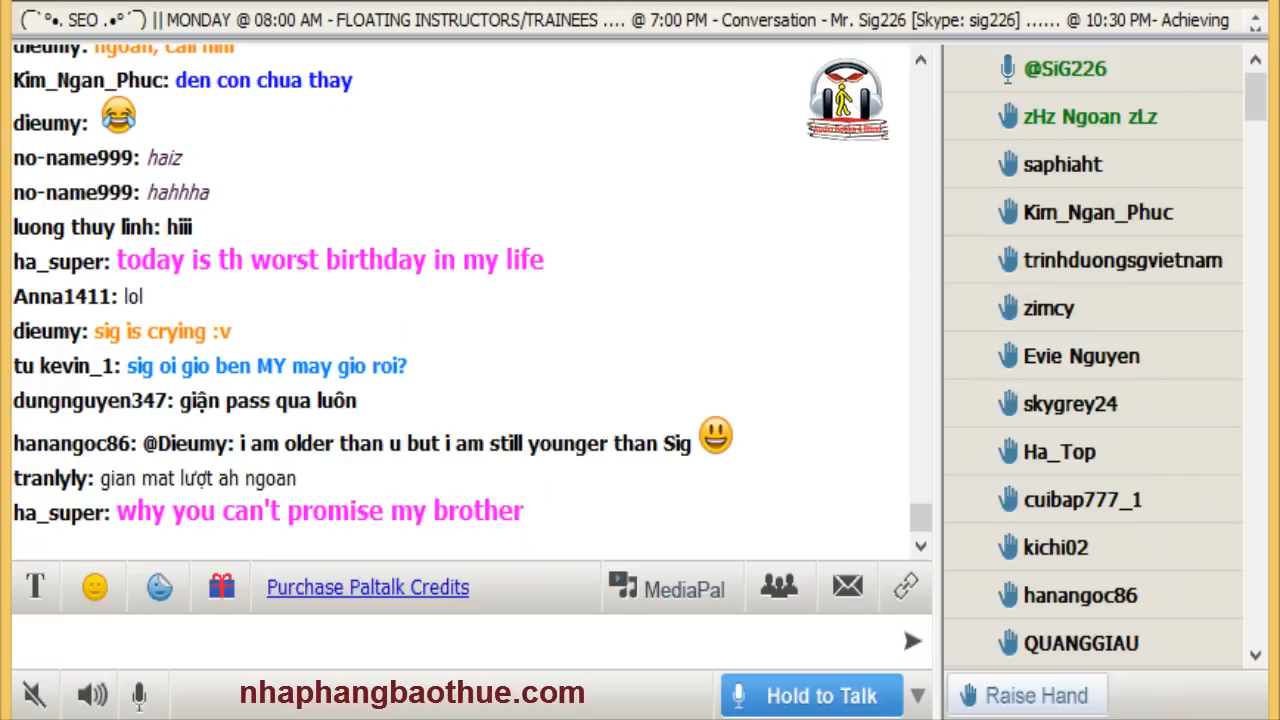 (¯`°•. SEO .•°´¯) || MONDAY @ 08:00 AM - FLOATING INSTRUCTORS/TRAINEES .... @ 7:00 PM - Conversation - Mr. Sig226 [Skype: sig226] ...... @ 10:30 PM- Achieving
dieumy: ngoan, call him
Kim_Ngan_Phuc: den con chua thay
dieumy:
no-name999: haiz
no-name999: hahhha
luong thuy linh: hiii
ha_super: today is th worst birthday in my life
Anna1411: lol
dieumy: sig is crying :v
tu kevin_1: sig oi gio ben MY may gio roi?
dungnguyen347: giận pass qua luôn
hanangoc86: @Dieumy: i am older than u but i am still younger than Sig
tranlyly: gian mat lượt ah ngoan
ha_super: why you can't promise my brother
T
Purchase Paltalk Credits
MediaPal
nhaphangbaothue.com
Hold to Talk
@SiG226
zHz Ngoan zLz
saphiaht
Kim_Ngan_Phuc
trinhduongsgvietnam
zimcy
Evie Nguyen
skygrey24
Ha_Top
cuibap777_1
kichi02
hanangoc86
QUANGGIAU
Raise Hand